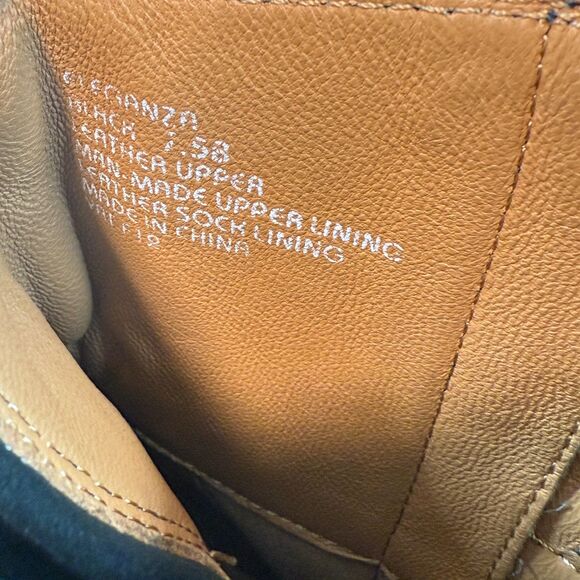 ELEGANZA
BLACK 7.5B
LEATHER UPPER
MAN-MADE UPPER LINING
LEATHER SOCK LINING
MADE IN CHINA